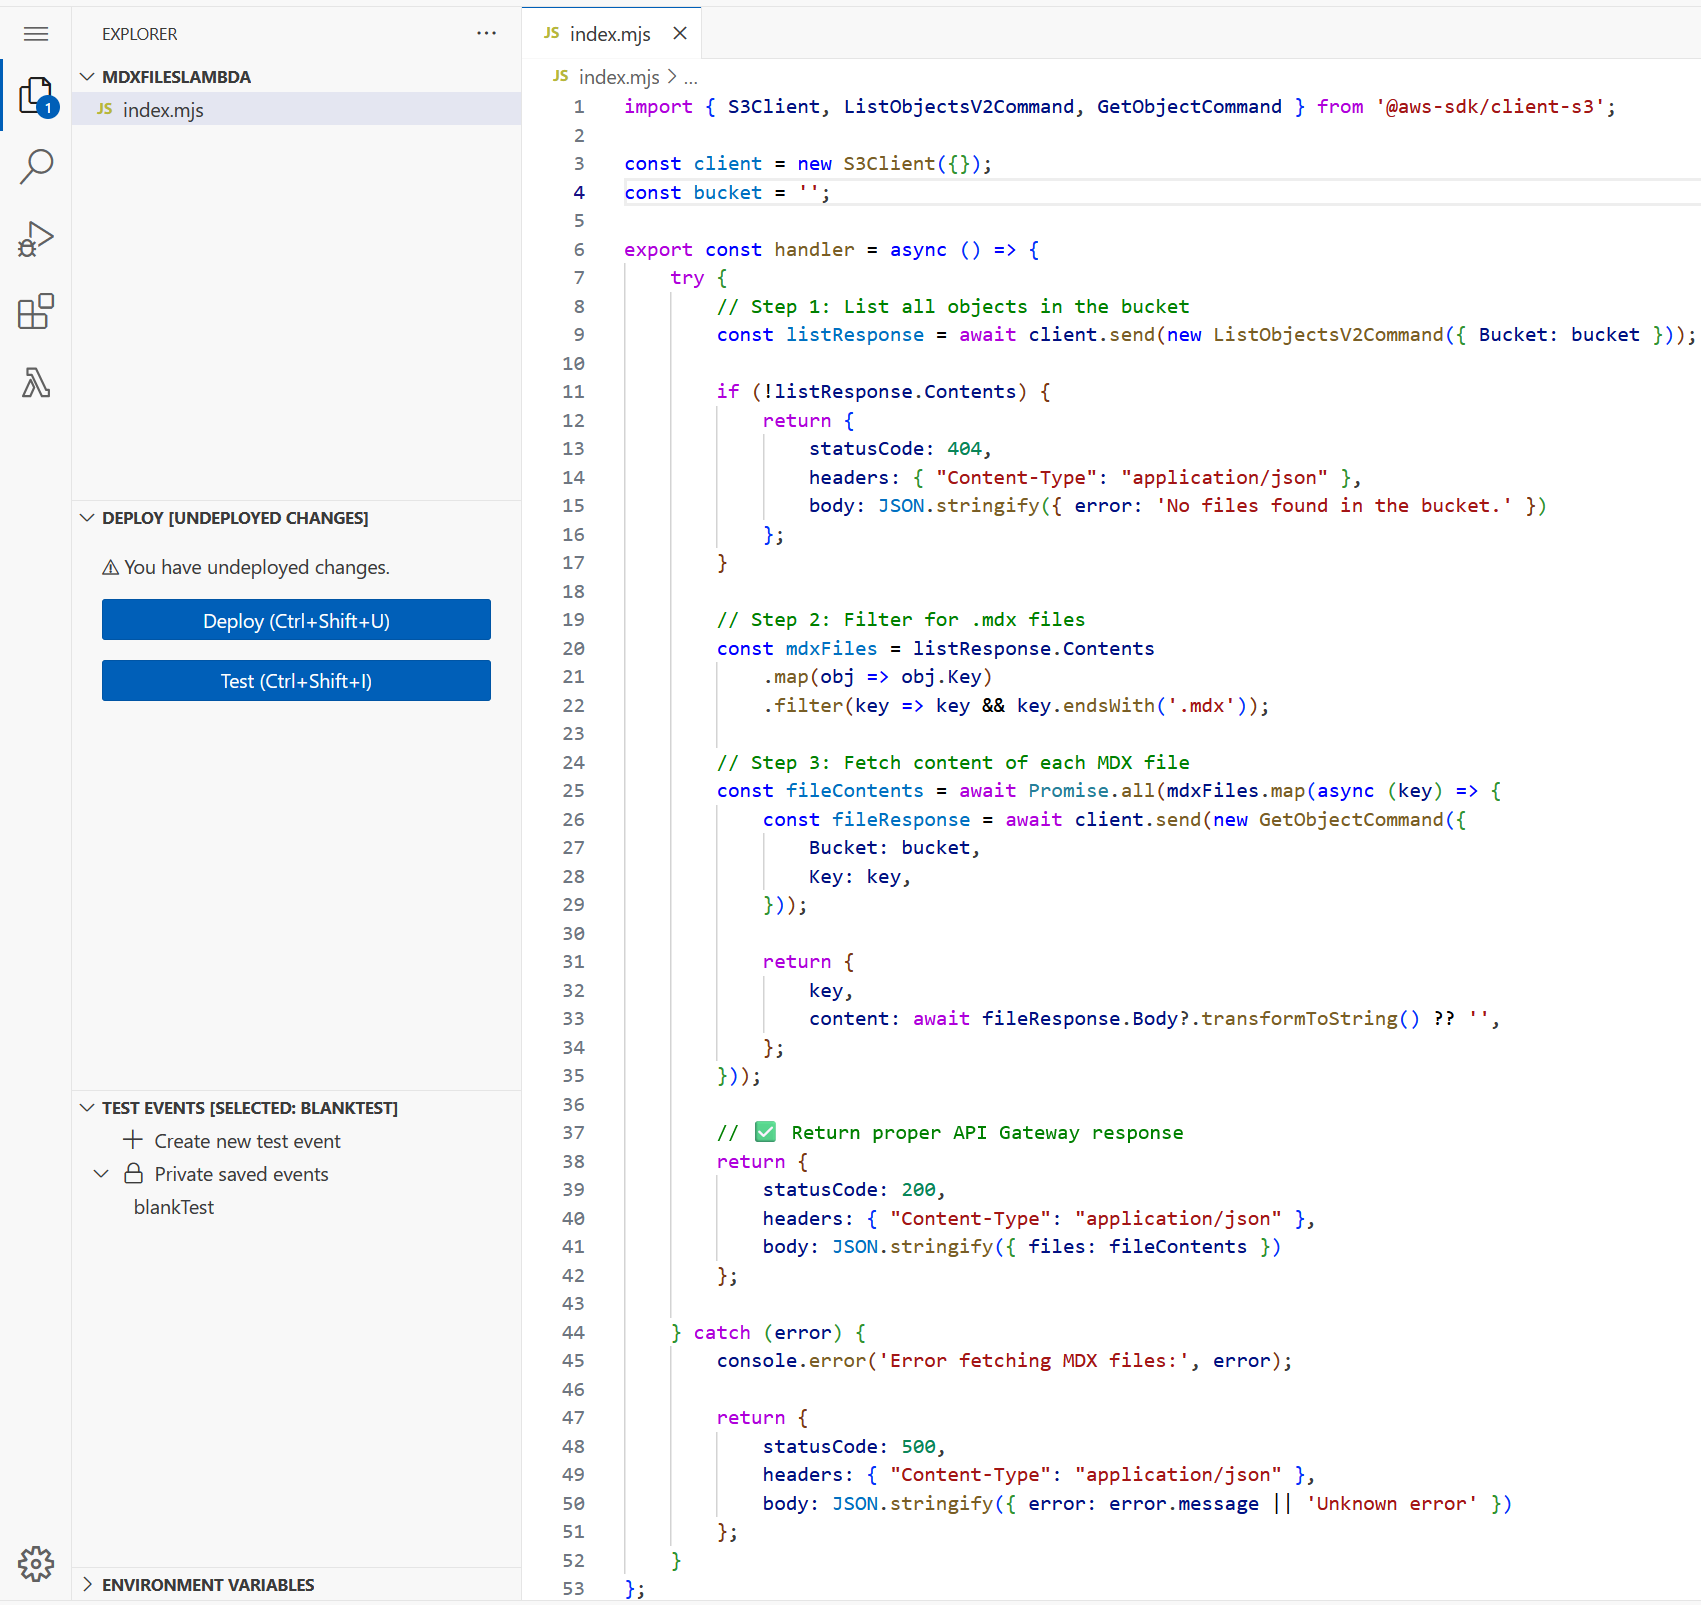 EXPLORER
MDXFILESLAMBDA
JS index.mjs
1
DEPLOY [UNDEPLOYED CHANGES]
You have undeployed changes.
Deploy (Ctrl+Shift+U)
Test (Ctrl+Shift+I)
TEST EVENTS [SELECTED: BLANKTEST]
Create new test event
Private saved events
blankTest
ENVIRONMENT VARIABLES
JS index.mjs
JS index.mjs > ...
1 import { S3Client, ListObjectsV2Command, GetObjectCommand } from '@aws-sdk/client-s3';
2
3 const client = new S3Client({});
4 const bucket = '';
5
6 export const handler = async () => {
7     try {
8         // Step 1: List all objects in the bucket
9         const listResponse = await client.send(new ListObjectsV2Command({ Bucket: bucket }));
10
11         if (!listResponse.Contents) {
12             return {
13                 statusCode: 404,
14                 headers: { "Content-Type": "application/json" },
15                 body: JSON.stringify({ error: 'No files found in the bucket.' })
16             };
17         }
18
19         // Step 2: Filter for .mdx files
20         const mdxFiles = listResponse.Contents
21             .map(obj => obj.Key)
22             .filter(key => key && key.endsWith('.mdx'));
23
24         // Step 3: Fetch content of each MDX file
25         const fileContents = await Promise.all(mdxFiles.map(async (key) => {
26             const fileResponse = await client.send(new GetObjectCommand({
27                 Bucket: bucket,
28                 Key: key,
29             }));
30
31             return {
32                 key,
33                 content: await fileResponse.Body?.transformToString() ?? '',
34             };
35         }));
36
37         // ✅ Return proper API Gateway response
38         return {
39             statusCode: 200,
40             headers: { "Content-Type": "application/json" },
41             body: JSON.stringify({ files: fileContents })
42         };
43
44     } catch (error) {
45         console.error('Error fetching MDX files:', error);
46
47         return {
48             statusCode: 500,
49             headers: { "Content-Type": "application/json" },
50             body: JSON.stringify({ error: error.message || 'Unknown error' })
51         };
52     }
53 };